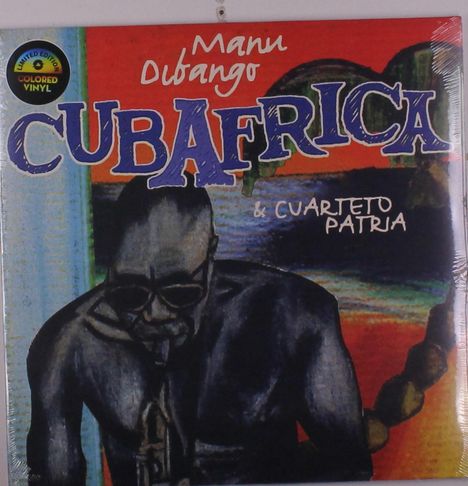 LIMITED EDITION
COLORED
VINYL
Manu
Dibango
CUBAFRICA
& CUARTETO
PATRIA